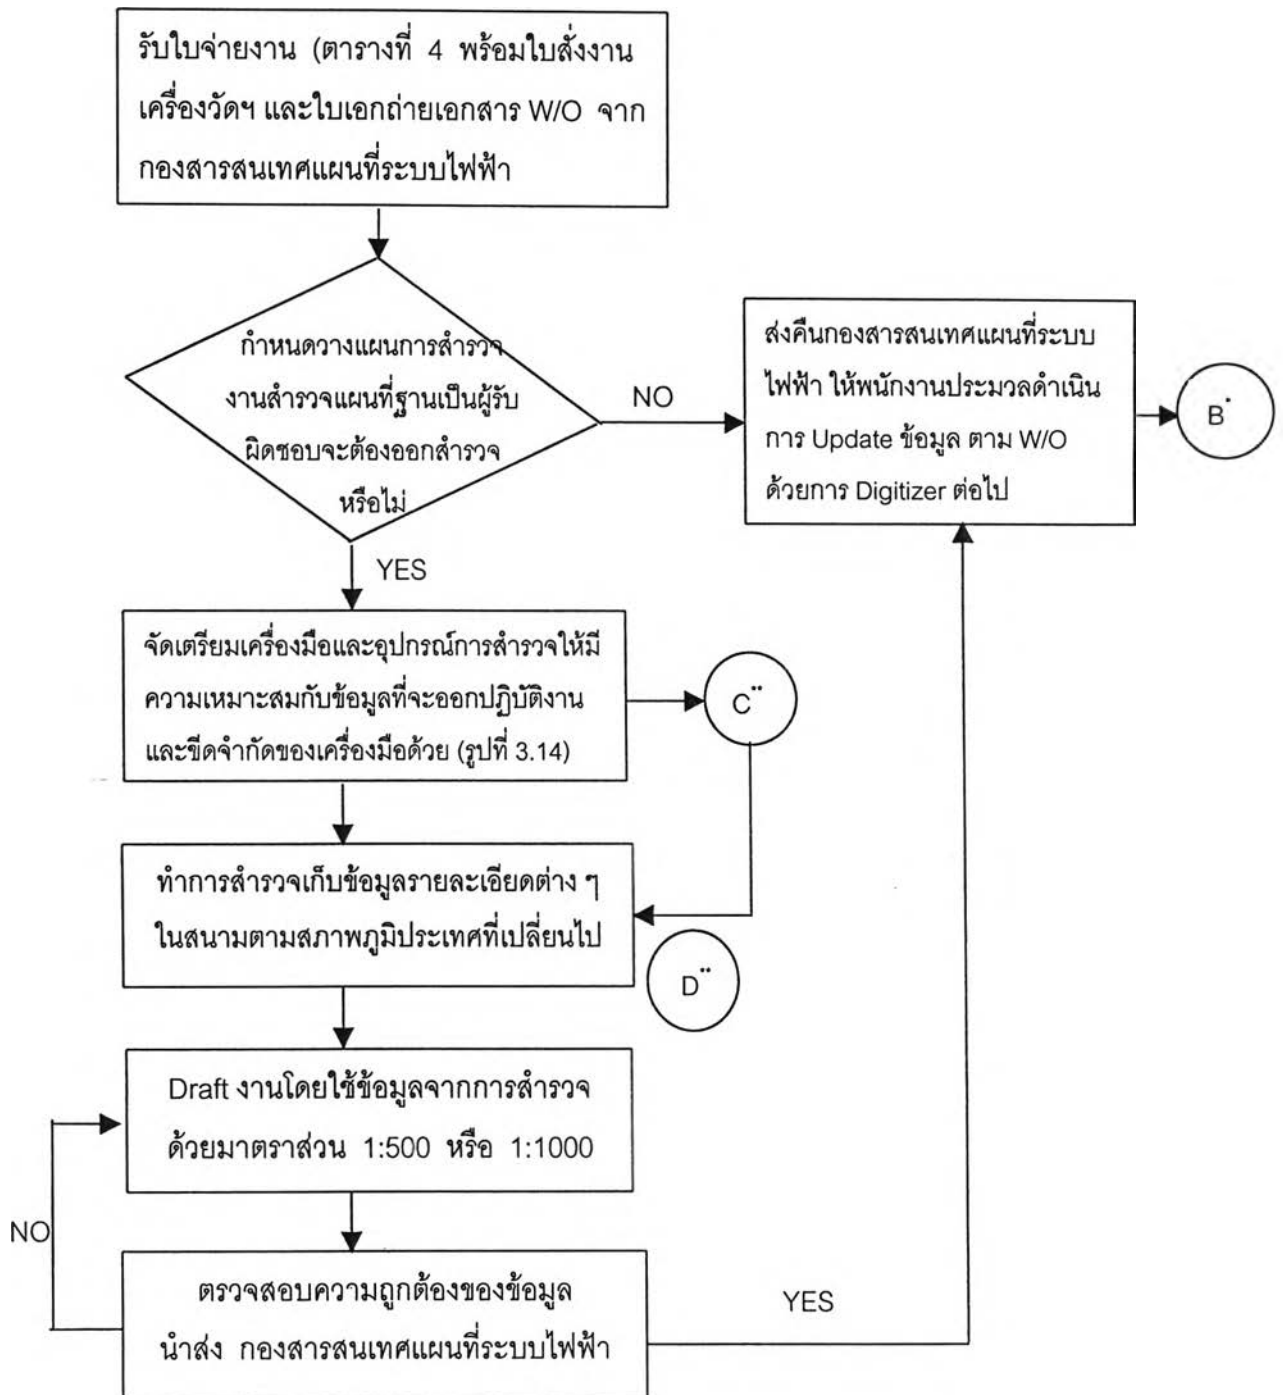 รับใบจ่ายงาน (ตารางที่ 4 พร้อมใบสั่งงาน
เครื่องวัดฯ และใบเอกถ่ายเอกสาร W/O จาก
กองสารสนเทศแผนที่ระบบไฟฟ้า
กำหนดวางแผนการสำรวจ
งานสำรวจแผนที่ฐานเป็นผู้รับ
ผิดชอบจะต้องออกสำรวจ
หรือไม่
NO
ส่งคืนกองสารสนเทศแผนที่ระบบ
ไฟฟ้า ให้พนักงานประมวลดำเนิน
การ Update ข้อมูล ตาม W/O
ด้วยการ Digitizer ต่อไป
B*
YES
จัดเตรียมเครื่องมือและอุปกรณ์การสำรวจให้มี
ความเหมาะสมกับข้อมูลที่จะออกปฏิบัติงาน
และขีดจำกัดของเครื่องมือด้วย (รูปที่ 3.14)
C**
ทำการสำรวจเก็บข้อมูลรายละเอียดต่าง ๆ
ในสนามตามสภาพภูมิประเทศที่เปลี่ยนไป
D**
Draft งานโดยใช้ข้อมูลจากการสำรวจ
ด้วยมาตราส่วน 1:500 หรือ 1:1000
NO
ตรวจสอบความถูกต้องของข้อมูล
นำส่ง กองสารสนเทศแผนที่ระบบไฟฟ้า
YES